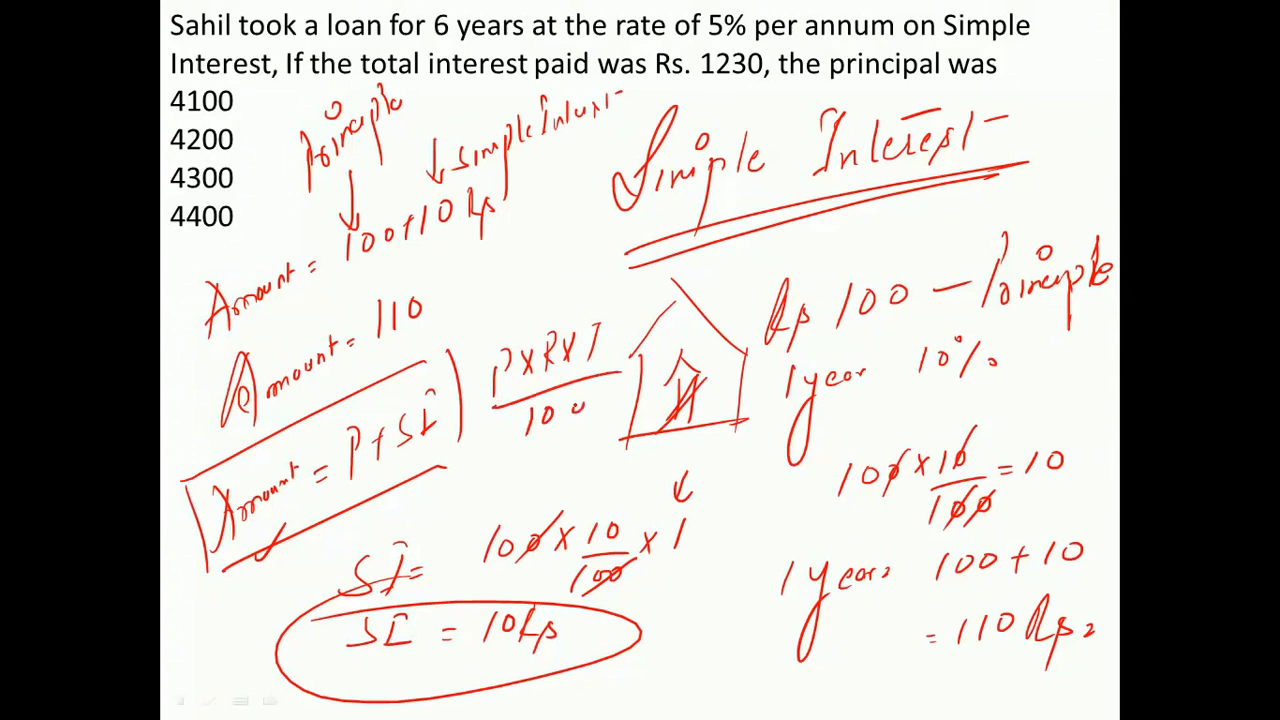 Sahil took a loan for 6 years at the rate of 5% per annum on Simple
Interest, If the total interest paid was Rs. 1230, the principal was
4100
4200
4300
4400
Principle
Simple Interest
Simple Interest
Amount = 100+10 Rs
Amount = 110
Amount = P+SI
PXRXT
100
Rs 100 - Principle
1 year 10%
100 X 10 = 10
100
SI = 100 X 10 X 1
100
SI = 10Rs
1 year 100 + 10
= 110 Rs.